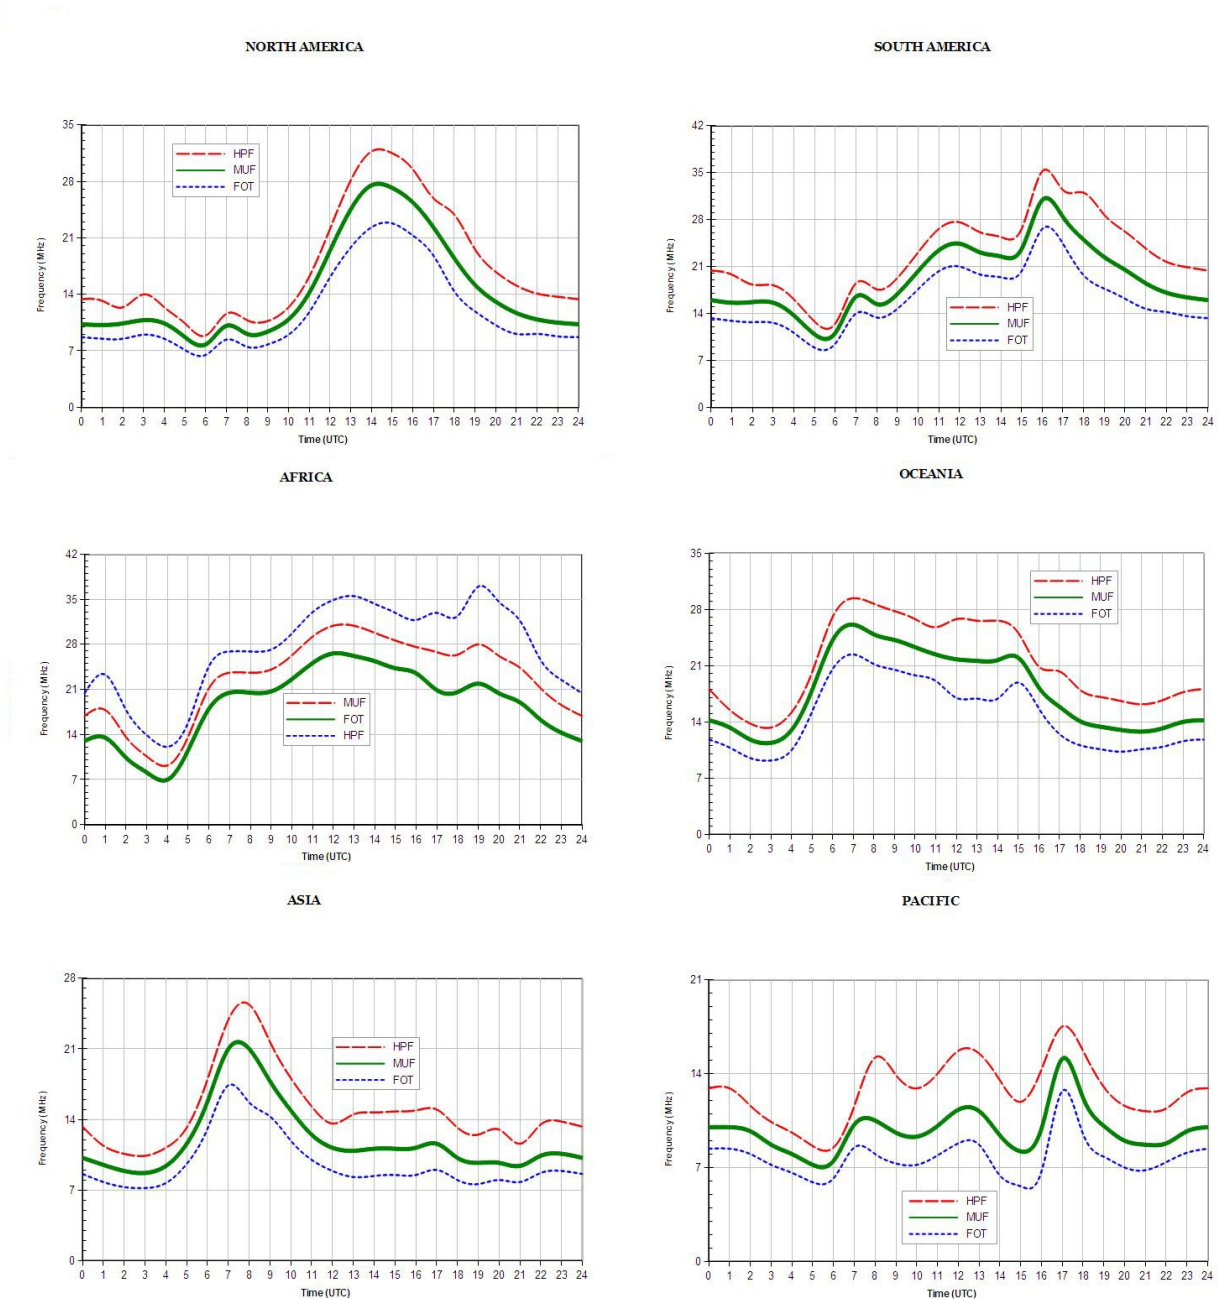 NORTH AMERICA
35
28
21
14
7
0
Frequency (MHz)
HPF
MUF
FOT
0 1 2 3 4 5 6 7 8 9 10 11 12 13 14 15 16 17 18 19 20 21 22 23 24
Time (UTC)
SOUTH AMERICA
42
35
28
21
14
7
0
Frequency (MHz)
HPF
MUF
FOT
0 1 2 3 4 5 6 7 8 9 10 11 12 13 14 15 16 17 18 19 20 21 22 23 24
Time (UTC)
AFRICA
42
35
28
21
14
7
0
Frequency (MHz)
MUF
FOT
HPF
0 1 2 3 4 5 6 7 8 9 10 11 12 13 14 15 16 17 18 19 20 21 22 23 24
Time (UTC)
OCEANIA
35
28
21
14
7
0
Frequency (MHz)
HPF
MUF
FOT
0 1 2 3 4 5 6 7 8 9 10 11 12 13 14 15 16 17 18 19 20 21 22 23 24
Time (UTC)
ASIA
28
21
14
7
0
Frequency (MHz)
HPF
MUF
FOT
0 1 2 3 4 5 6 7 8 9 10 11 12 13 14 15 16 17 18 19 20 21 22 23 24
Time (UTC)
PACIFIC
21
14
7
0
Frequency (MHz)
HPF
MUF
FOT
0 1 2 3 4 5 6 7 8 9 10 11 12 13 14 15 16 17 18 19 20 21 22 23 24
Time (UTC)